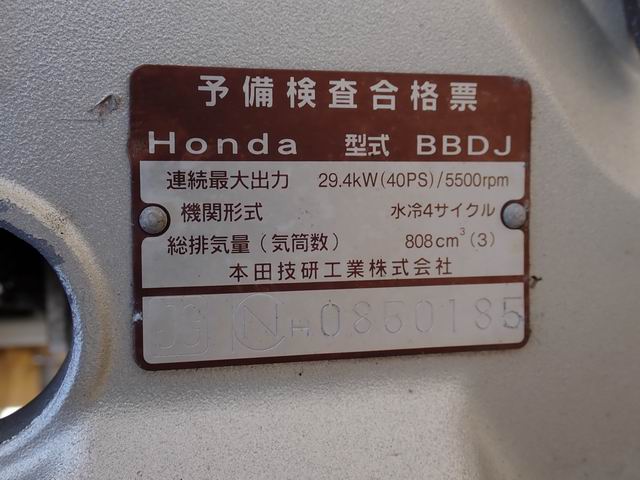 予備検査合格票
Honda 型式 BBDJ
連続最大出力 29.4kW(40PS)/5500rpm
機関形式 水冷4サイクル
総排気量(気筒数) 808cm³(3)
本田技研工業株式会社
JG N H0850185